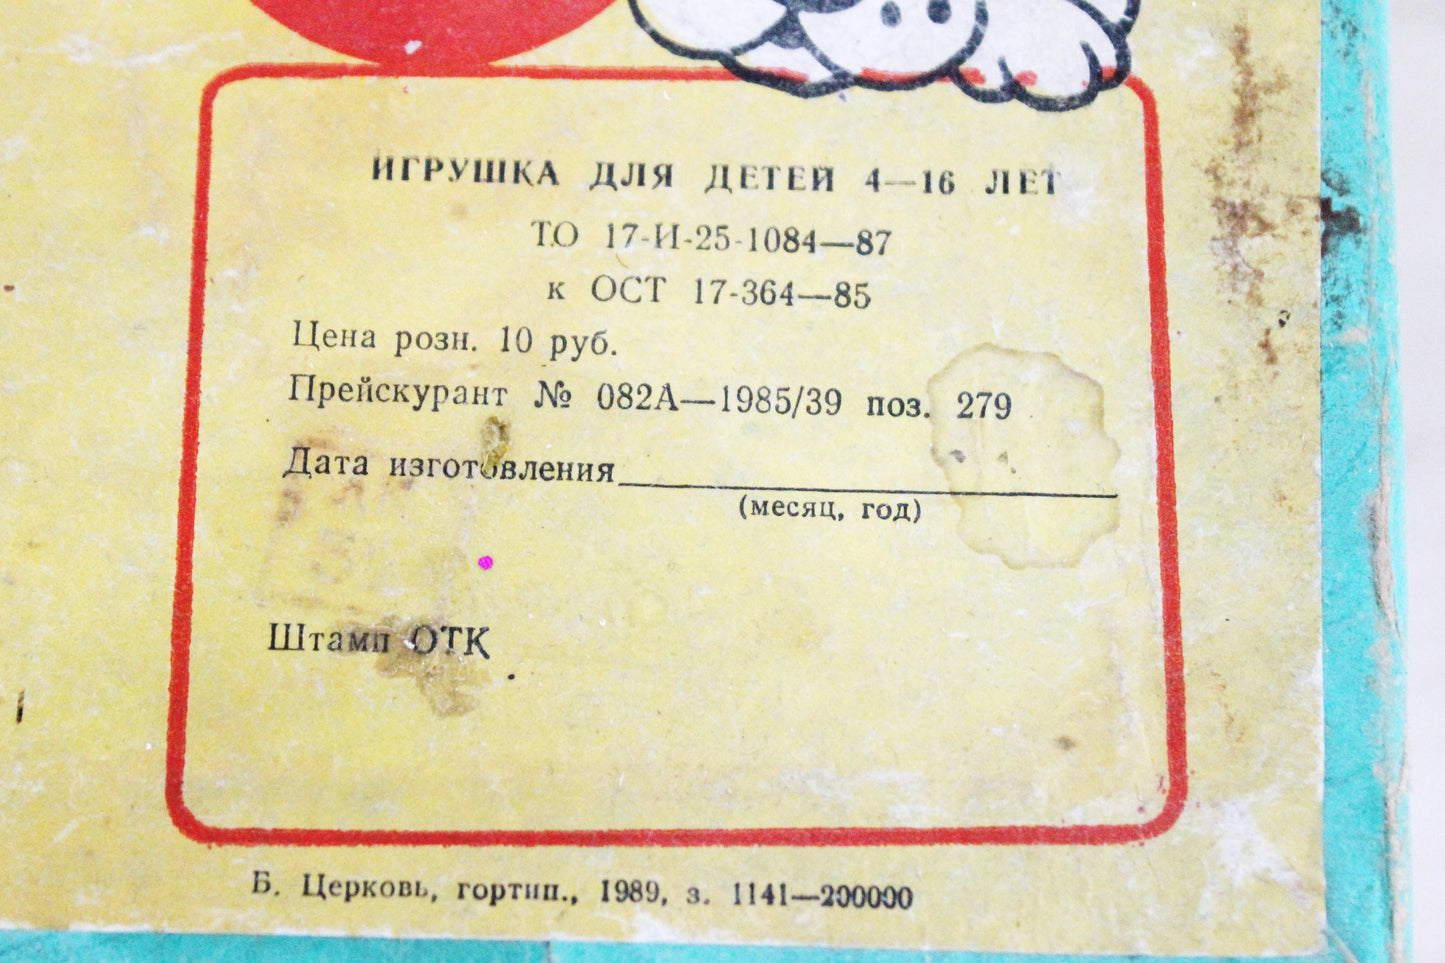 ИГРУШКА ДЛЯ ДЕТЕЙ 4—16 ЛЕТ
ТО 17-И-25-1084—87
к ОСТ 17-364—85
Цена розн. 10 руб.
Прейскурант № 082А—1985/39 поз. 279
Дата изготовления
(месяц, год)
Штамп ОТК
Б. Церковь, гортип., 1989, з. 1141—200000